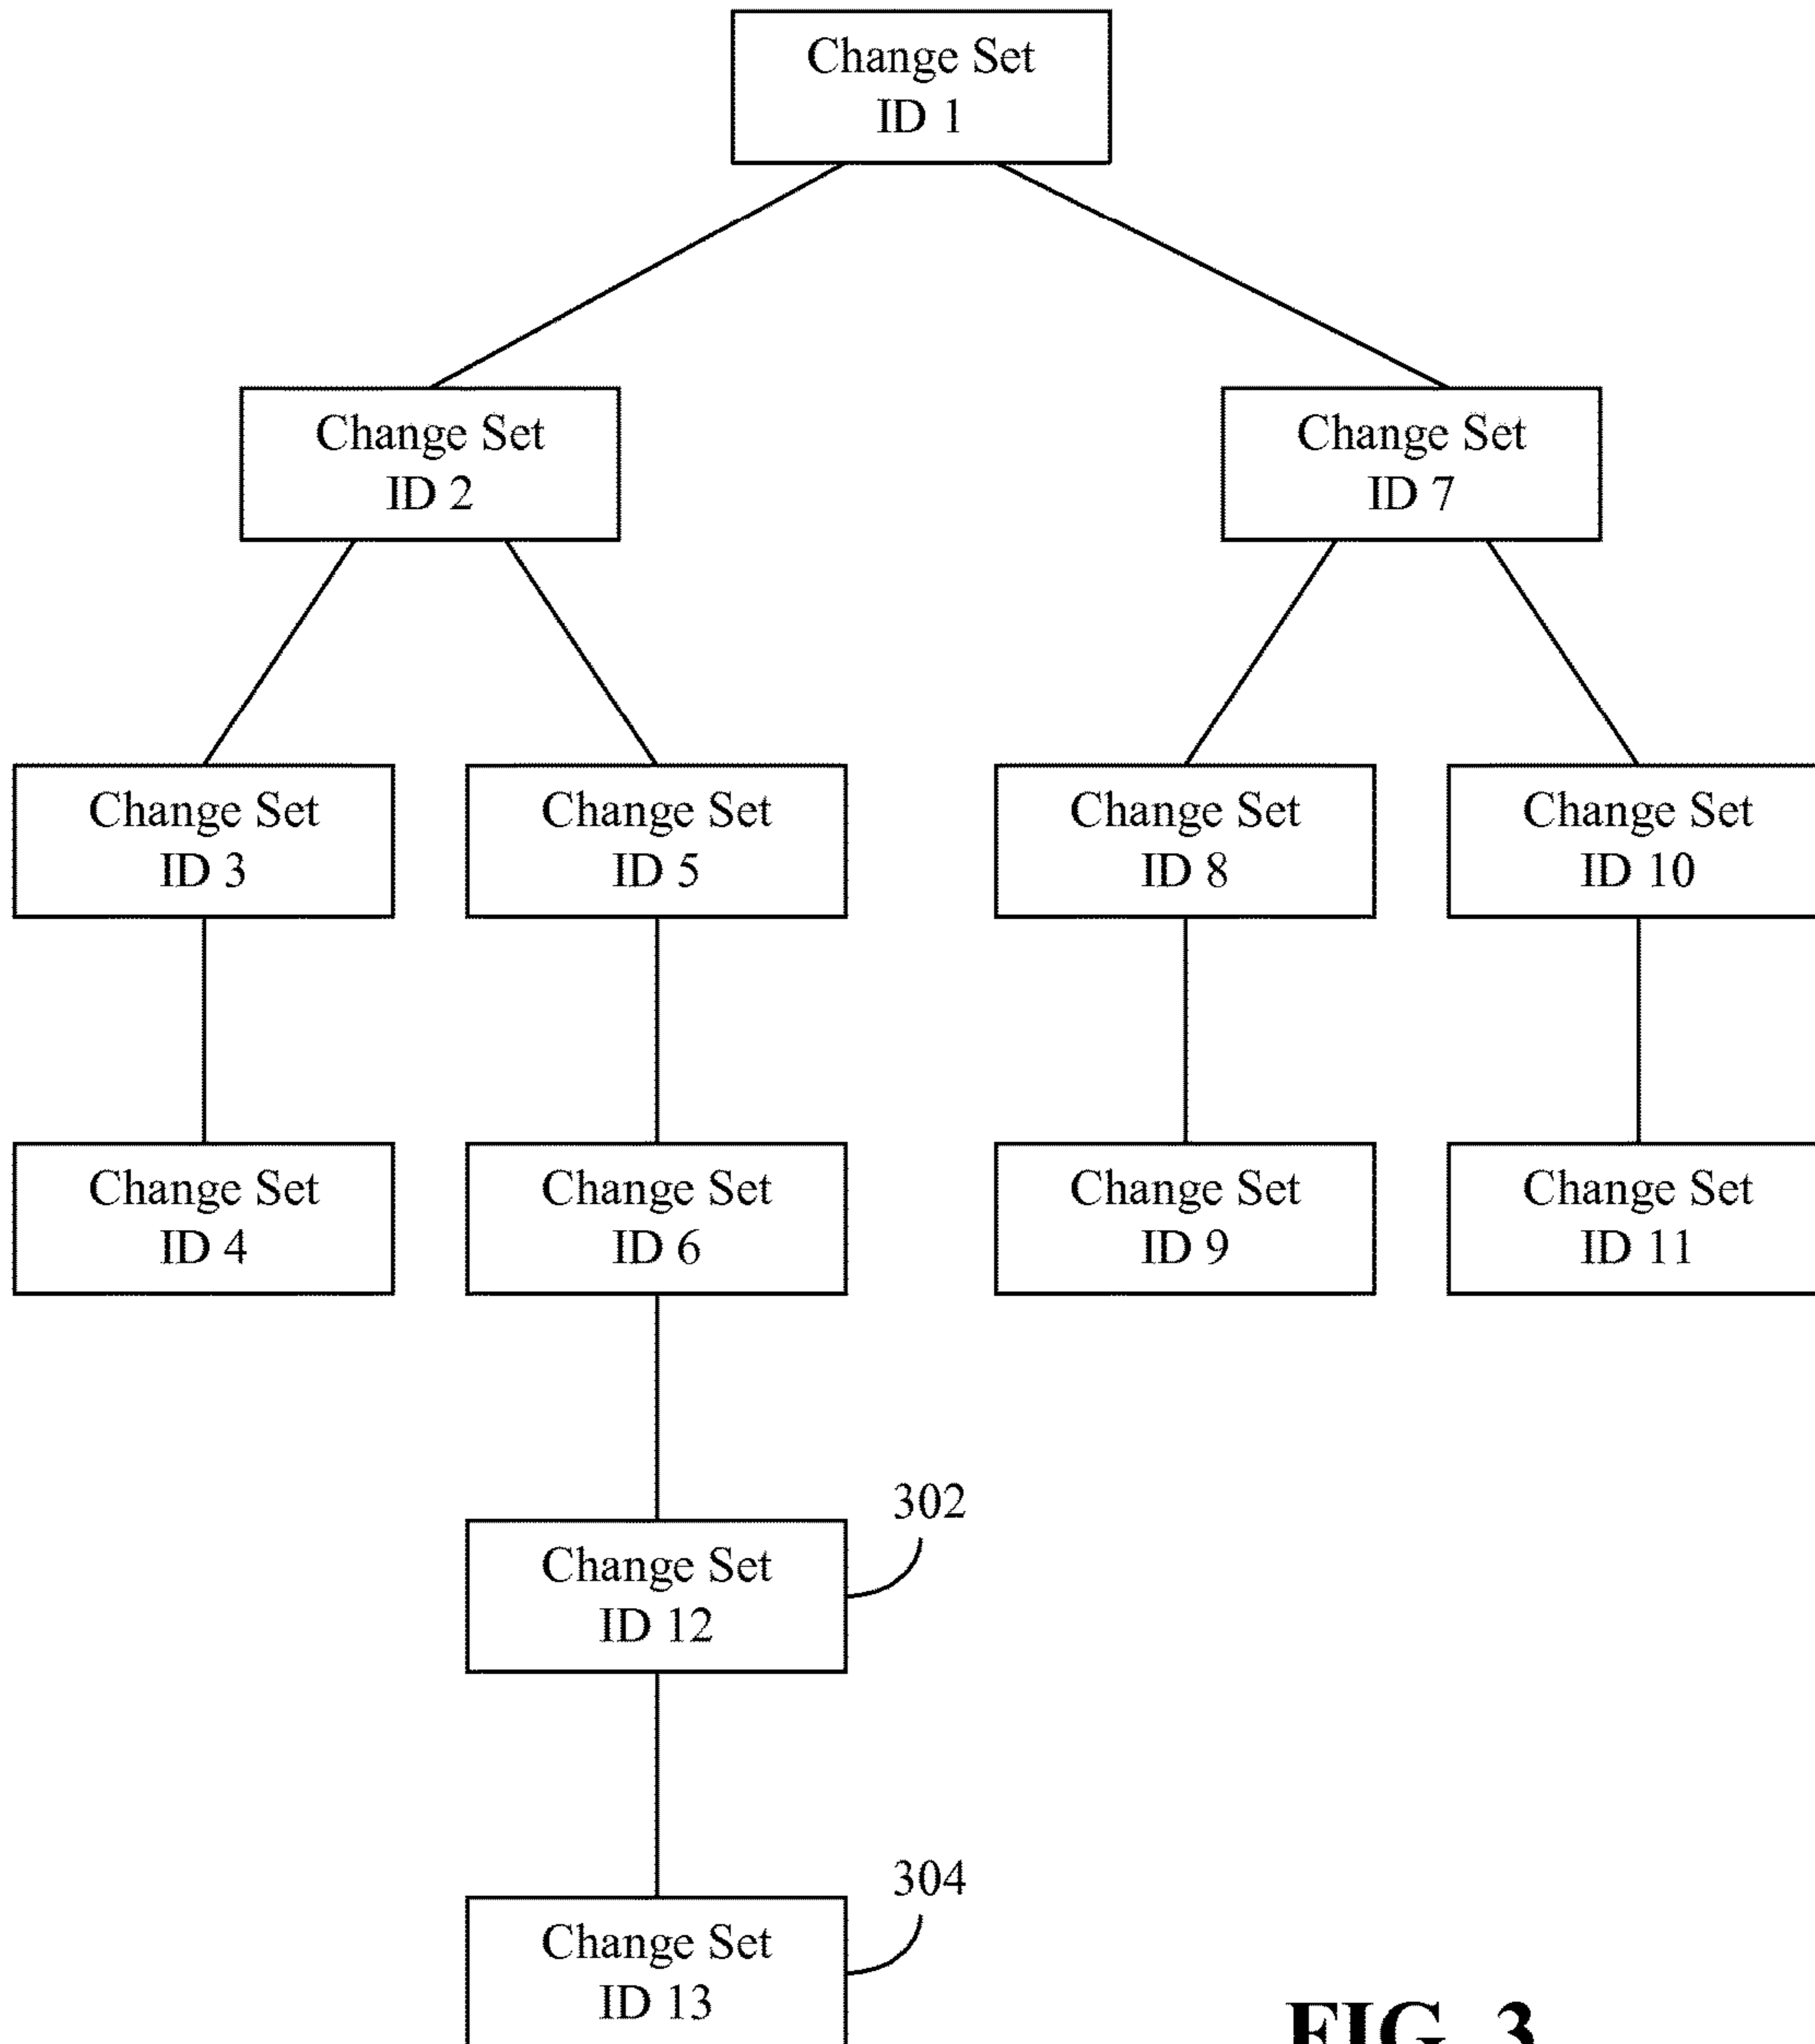 Change Set
ID 1
Change Set
ID 2
Change Set
ID 7
Change Set
ID 3
Change Set
ID 5
Change Set
ID 8
Change Set
ID 10
Change Set
ID 4
Change Set
ID 6
Change Set
ID 9
Change Set
ID 11
302
Change Set
ID 12
304
Change Set
ID 13
FIG. 3